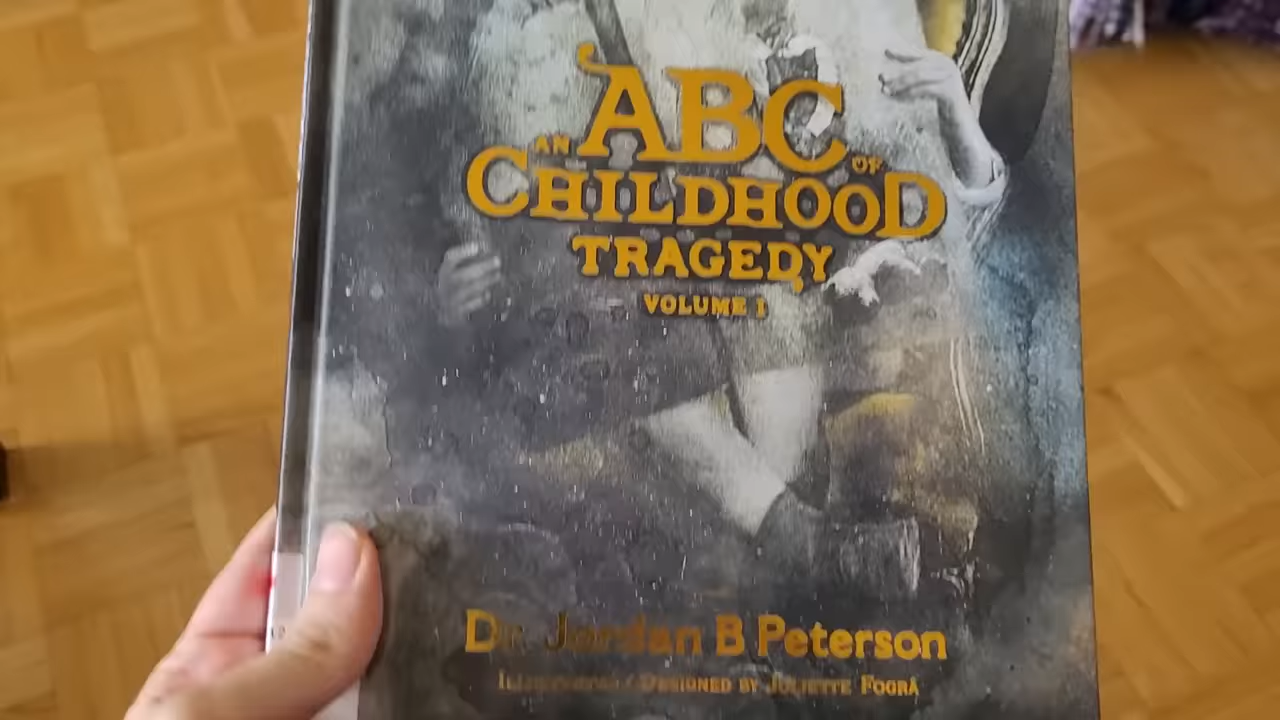 AN ABC OF
CHILDHOOD
TRAGEDY
VOLUME I
Dr. Jordan B Peterson
Illustrated / Designed by Juliette Fogra